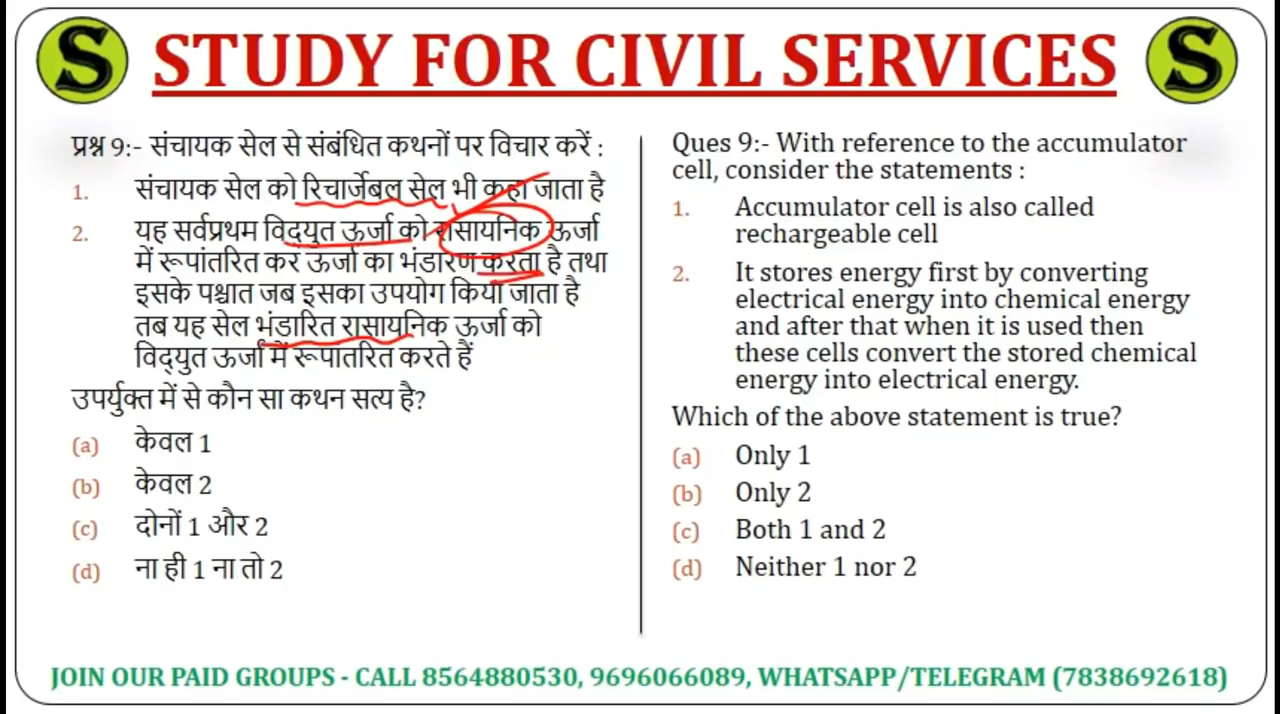 S
STUDY FOR CIVIL SERVICES
S
प्रश्न 9:- संचायक सेल से संबंधित कथनों पर विचार करें :
1. संचायक सेल को रिचार्जेबल सेल भी कहा जाता है
2. यह सर्वप्रथम विद्युत ऊर्जा को रासायनिक ऊर्जा
में रूपांतरित कर ऊर्जा का भंडारण करता है तथा
इसके पश्चात जब इसका उपयोग किया जाता है
तब यह सेल भंडारित रासायनिक ऊर्जा को
विद्युत ऊर्जा में रूपांतरित करते हैं
उपर्युक्त में से कौन सा कथन सत्य है?
(a) केवल 1
(b) केवल 2
(c) दोनों 1 और 2
(d) ना ही 1 ना तो 2
Ques 9:- With reference to the accumulator
cell, consider the statements :
1. Accumulator cell is also called
rechargeable cell
2. It stores energy first by converting
electrical energy into chemical energy
and after that when it is used then
these cells convert the stored chemical
energy into electrical energy.
Which of the above statement is true?
(a) Only 1
(b) Only 2
(c) Both 1 and 2
(d) Neither 1 nor 2
JOIN OUR PAID GROUPS - CALL 8564880530, 9696066089, WHATSAPP/TELEGRAM (7838692618)